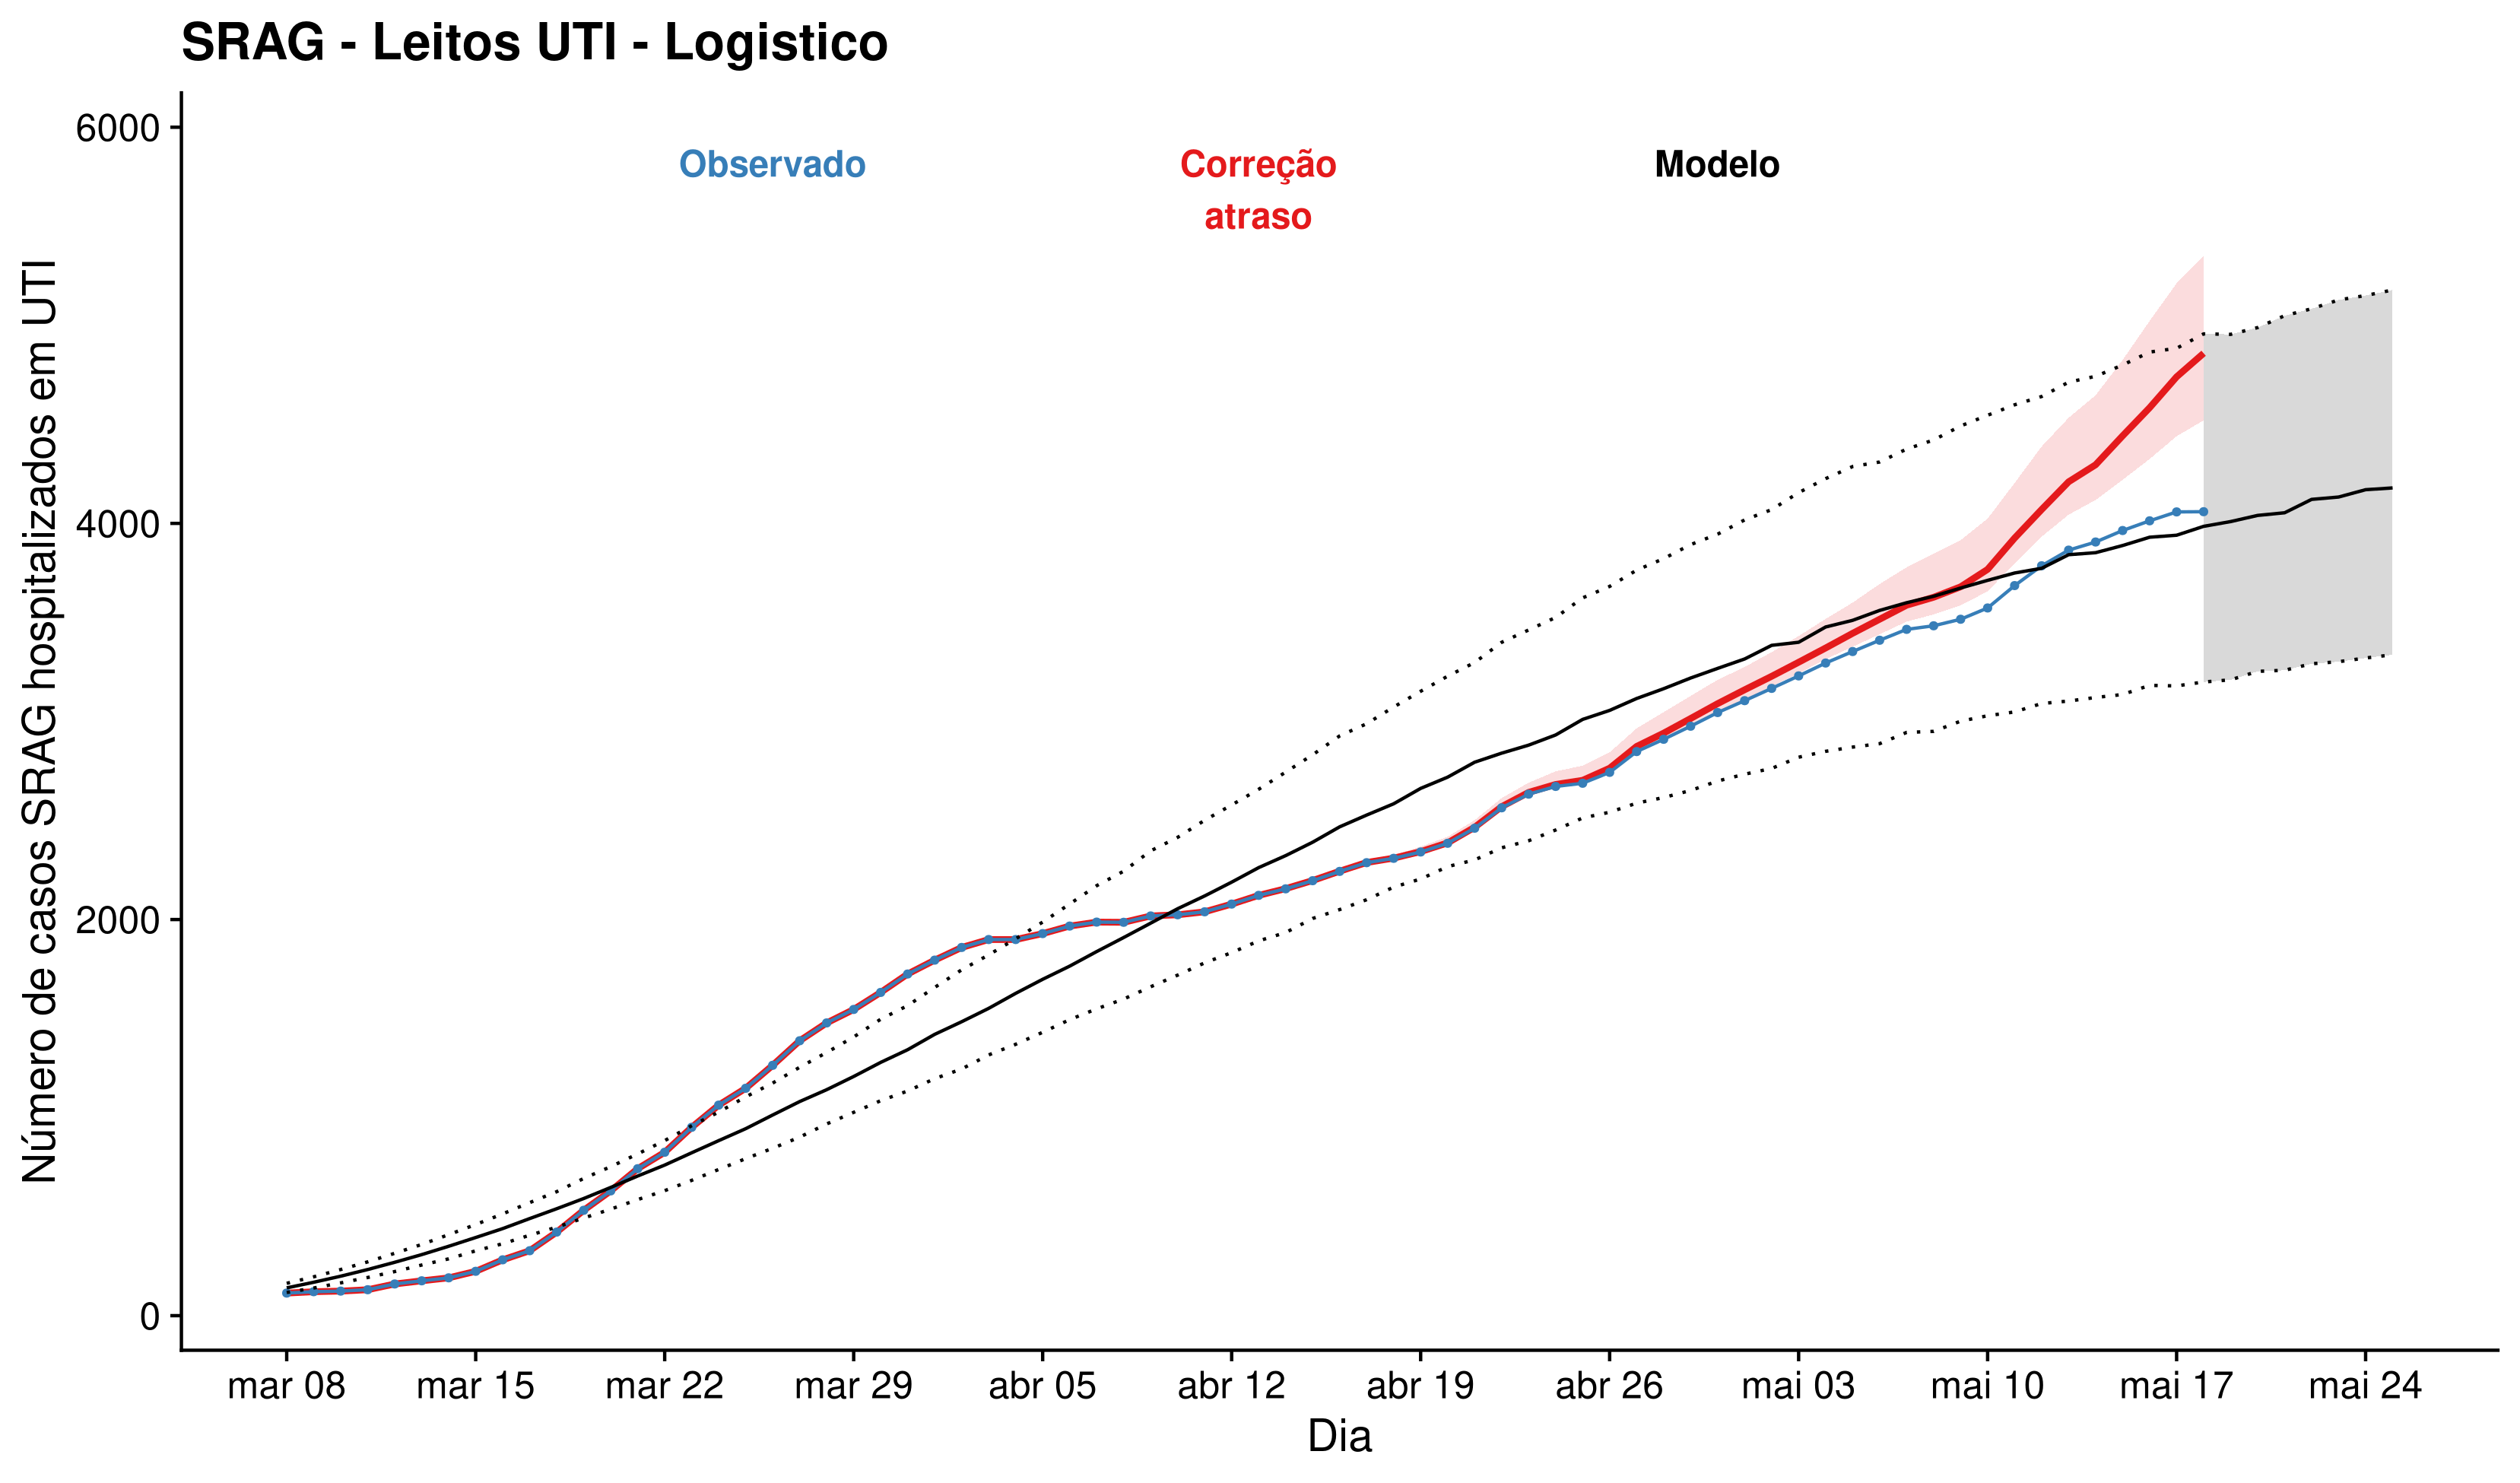 SRAG - Leitos UTI - Logistico
6000
4000
2000
0
Número de casos SRAG hospitalizados em UTI
Observado
Correção
atraso
Modelo
mar 08
mar 15
mar 22
mar 29
abr 05
abr 12
abr 19
abr 26
mai 03
mai 10
mai 17
mai 24
Dia